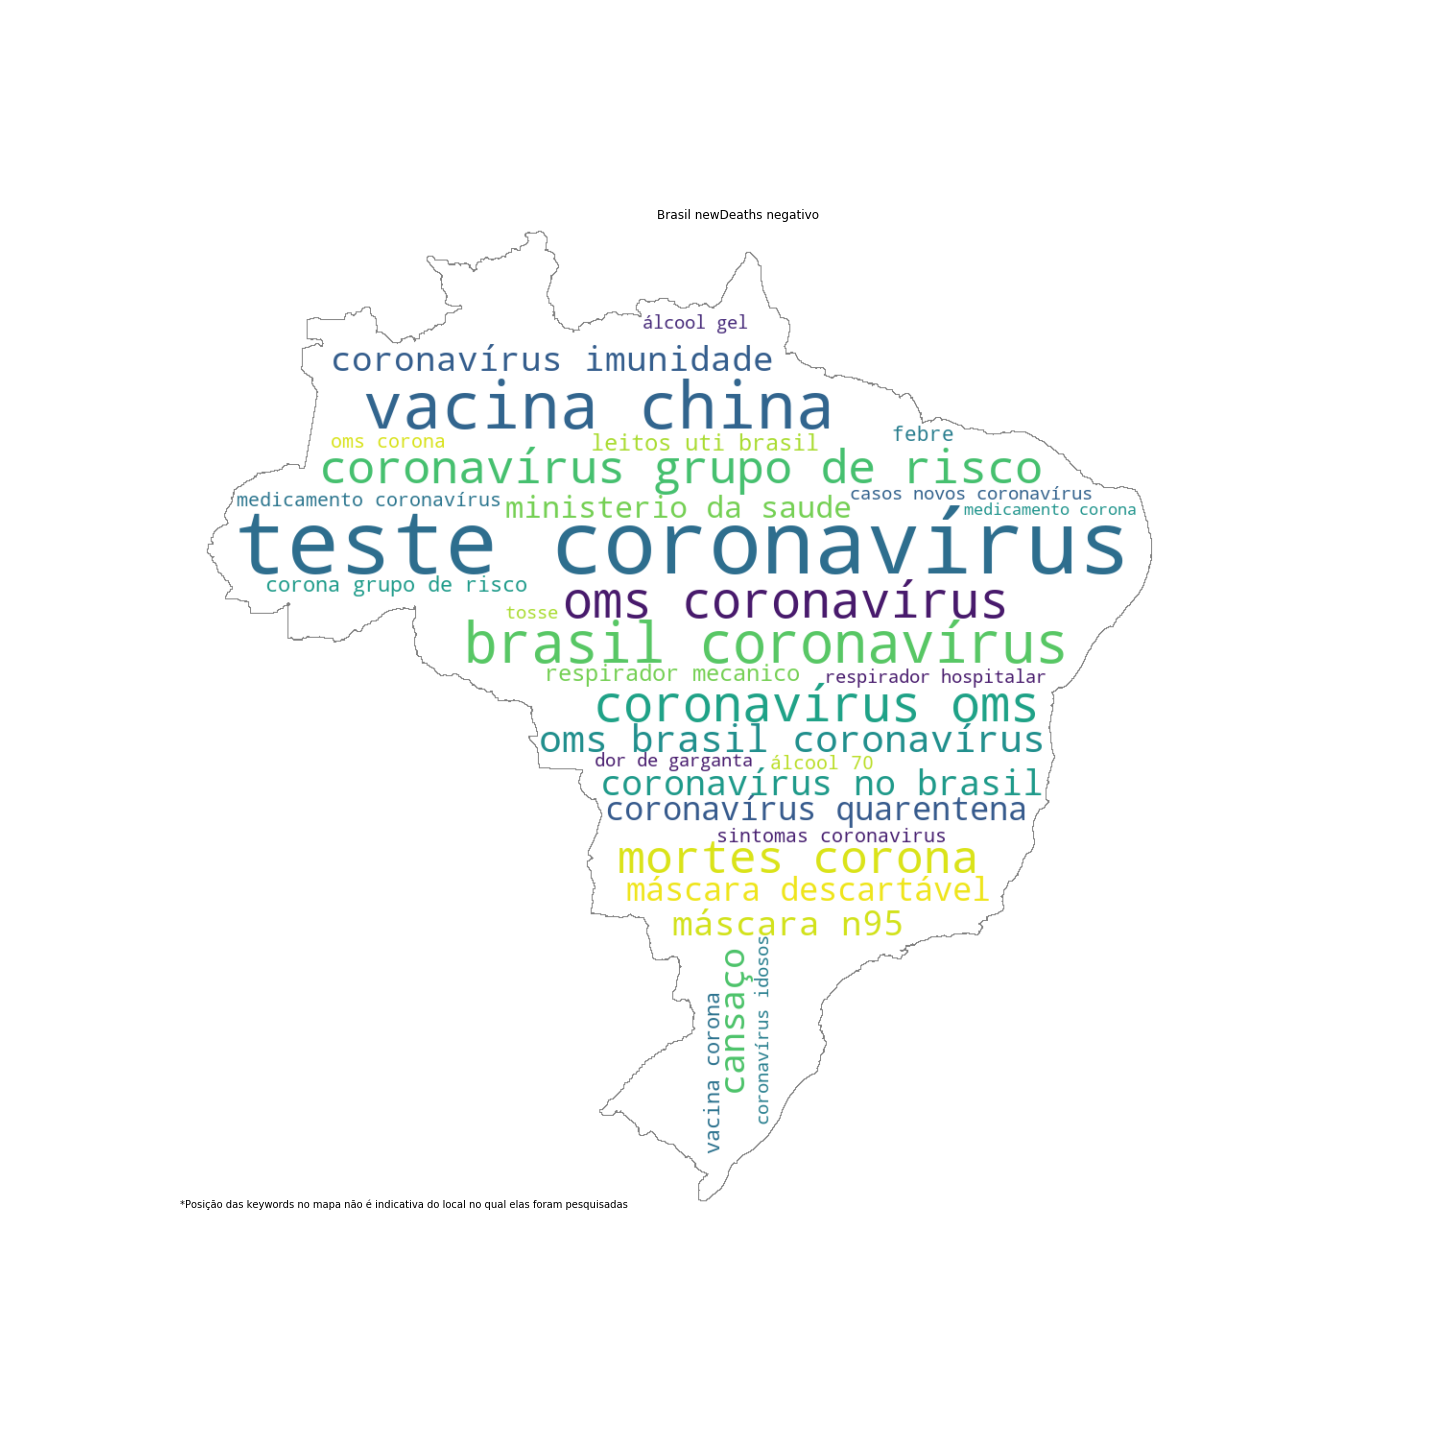 Brasil newDeaths negativo
álcool gel
coronavírus imunidade
vacina china
febre
oms corona
leitos uti brasil
coronavírus grupo de risco
casos novos coronavírus
medicamento coronavírus
ministerio da saude
medicamento corona
teste coronavírus
corona grupo de risco
oms coronavírus
tosse
brasil coronavírus
respirador mecanico
respirador hospitalar
coronavírus oms
oms brasil coronavírus
dor de garganta
álcool 70
coronavírus no brasil
coronavírus quarentena
sintomas coronavirus
mortes corona
máscara descartável
máscara n95
vacina corona
cansaço
coronavírus idosos
*Posição das keywords no mapa não é indicativa do local no qual elas foram pesquisadas